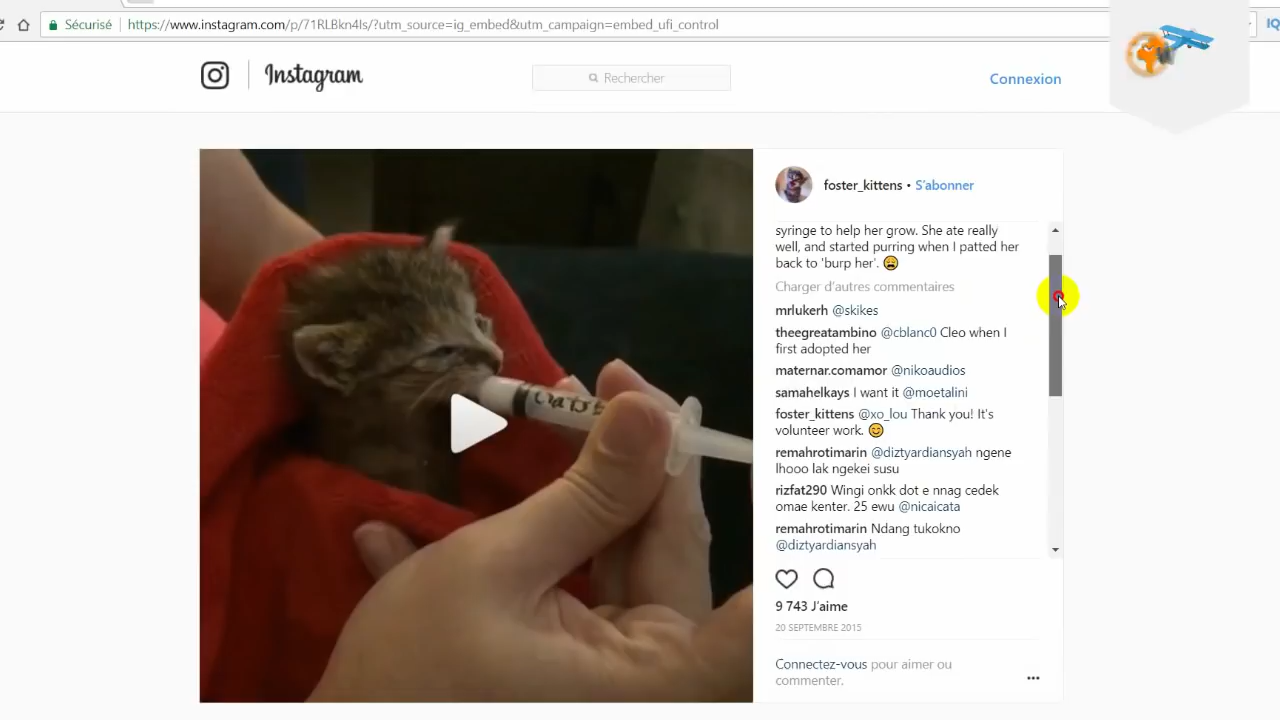 Sécurisé https://www.instagram.com/p/71RLBkn4ls/?utm_source=ig_embed&utm_campaign=embed_ufi_control
IQ
Instagram
Rechercher
Connexion
foster_kittens • S'abonner
syringe to help her grow. She ate really
well, and started purring when I patted her
back to 'burp her'. 😩
Charger d'autres commentaires
mrlukerh @skikes
theegreatambino @cblanc0 Cleo when I
first adopted her
maternar.comamor @nikoaudios
samahelkays I want it @moetalini
foster_kittens @xo_lou Thank you! It's
volunteer work. 😊
remahrotimarin @diztyardiansyah ngene
lhooo lak ngekei susu
rizfat290 Wingi onkk dot e nnag cedek
omae kenter. 25 ewu @nicaicata
remahrotimarin Ndang tukokno
@diztyardiansyah
9 743 J'aime
20 SEPTEMBRE 2015
Connectez-vous pour aimer ou
commenter.